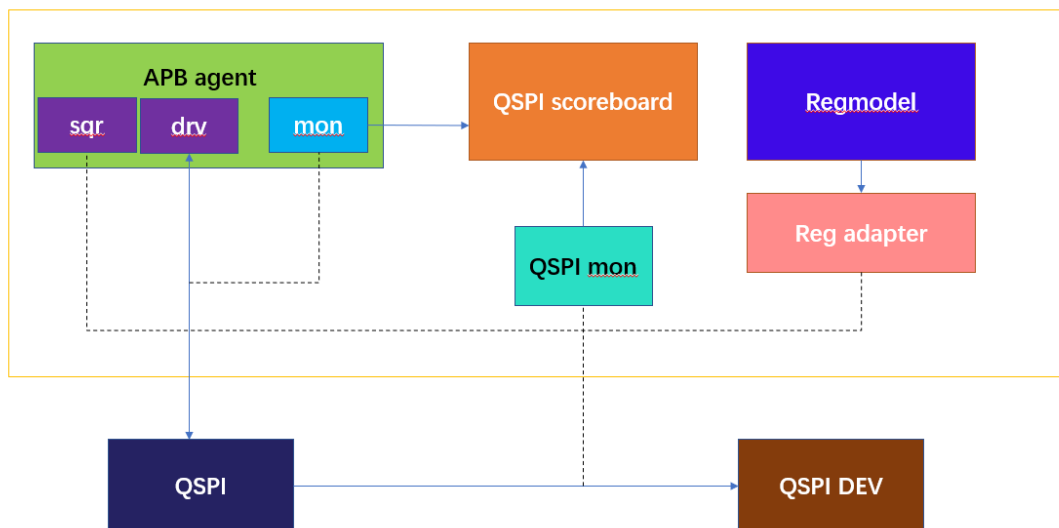 APB agent
sqr
drv
mon
QSPI scoreboard
Regmodel
Reg adapter
QSPI mon
QSPI
QSPI DEV